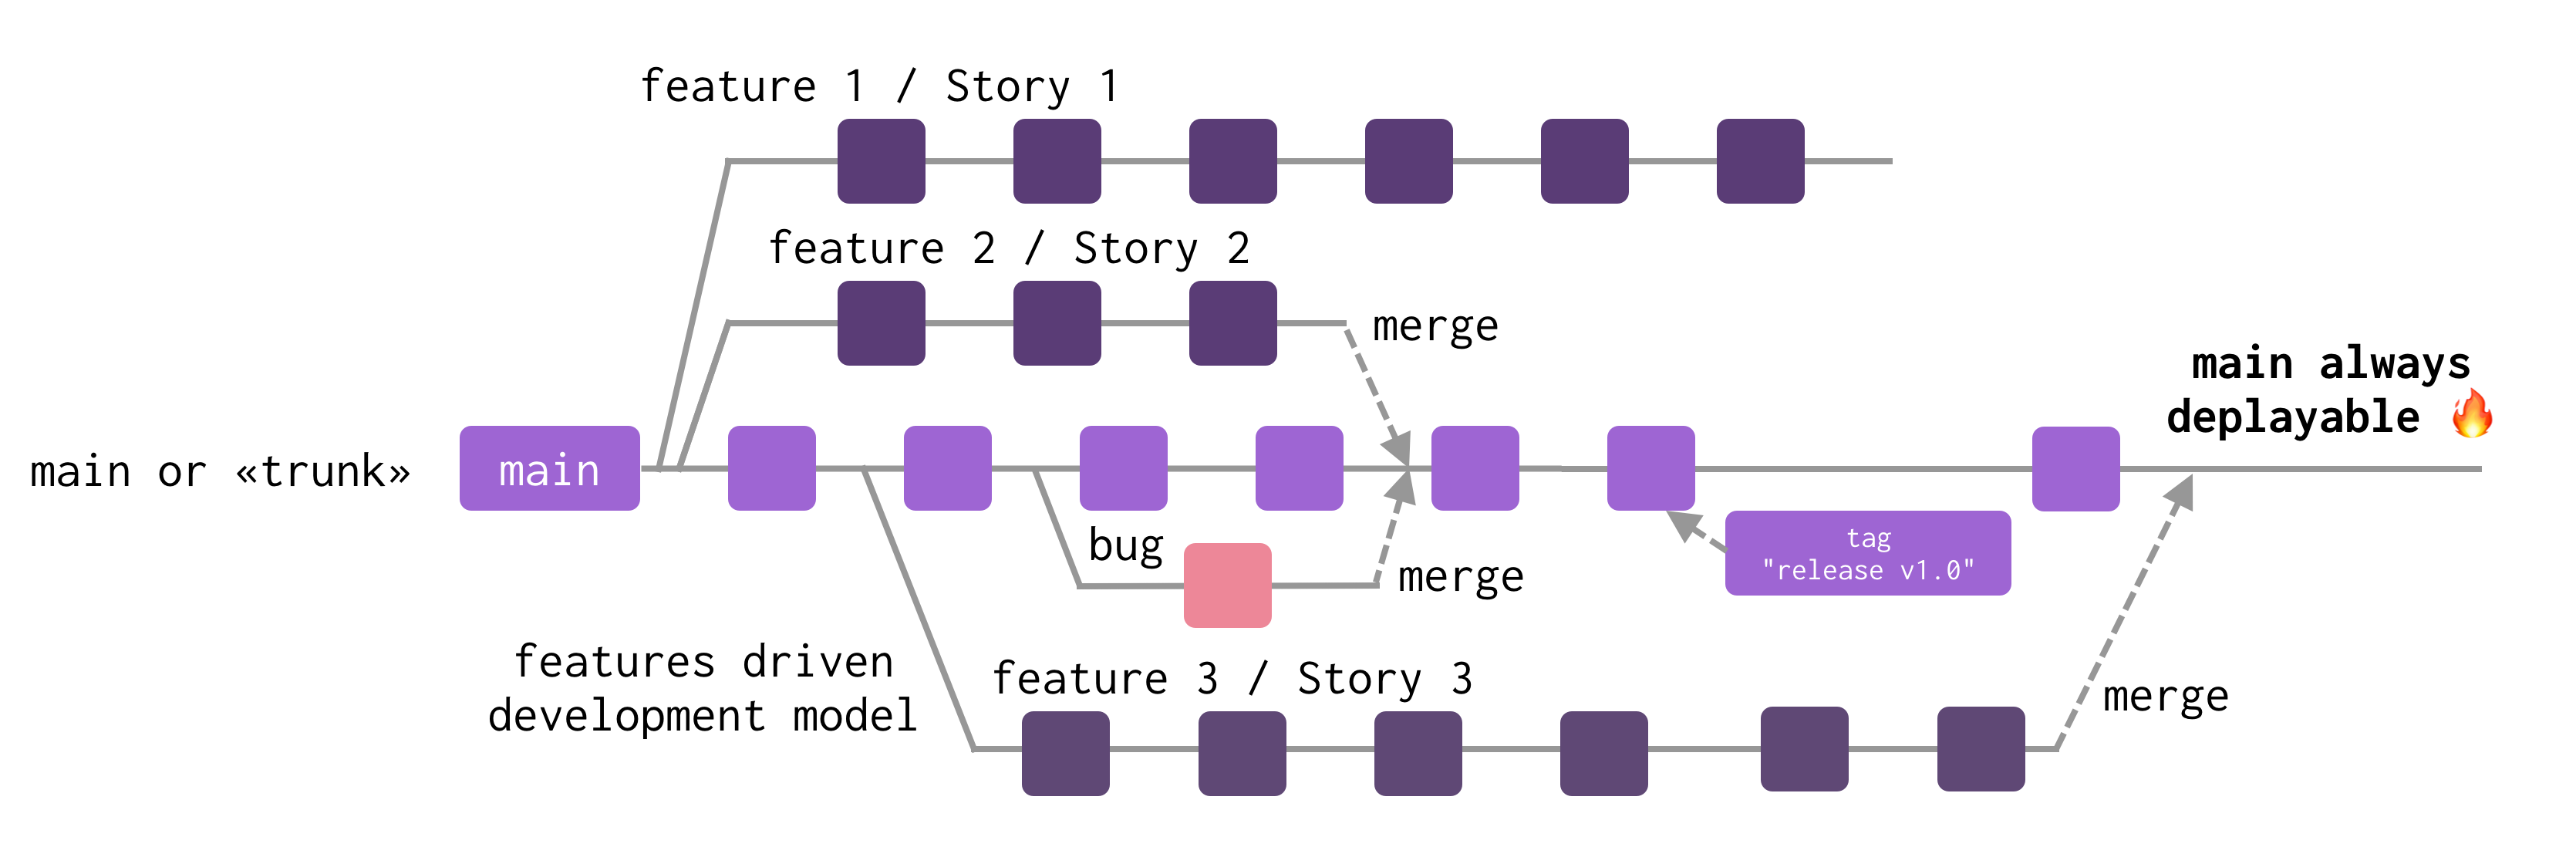 feature 1 / Story 1
feature 2 / Story 2
merge
main always
deplayable 🔥
main or «trunk»
main
bug
merge
tag
"release v1.0"
features driven
development model
feature 3 / Story 3
merge